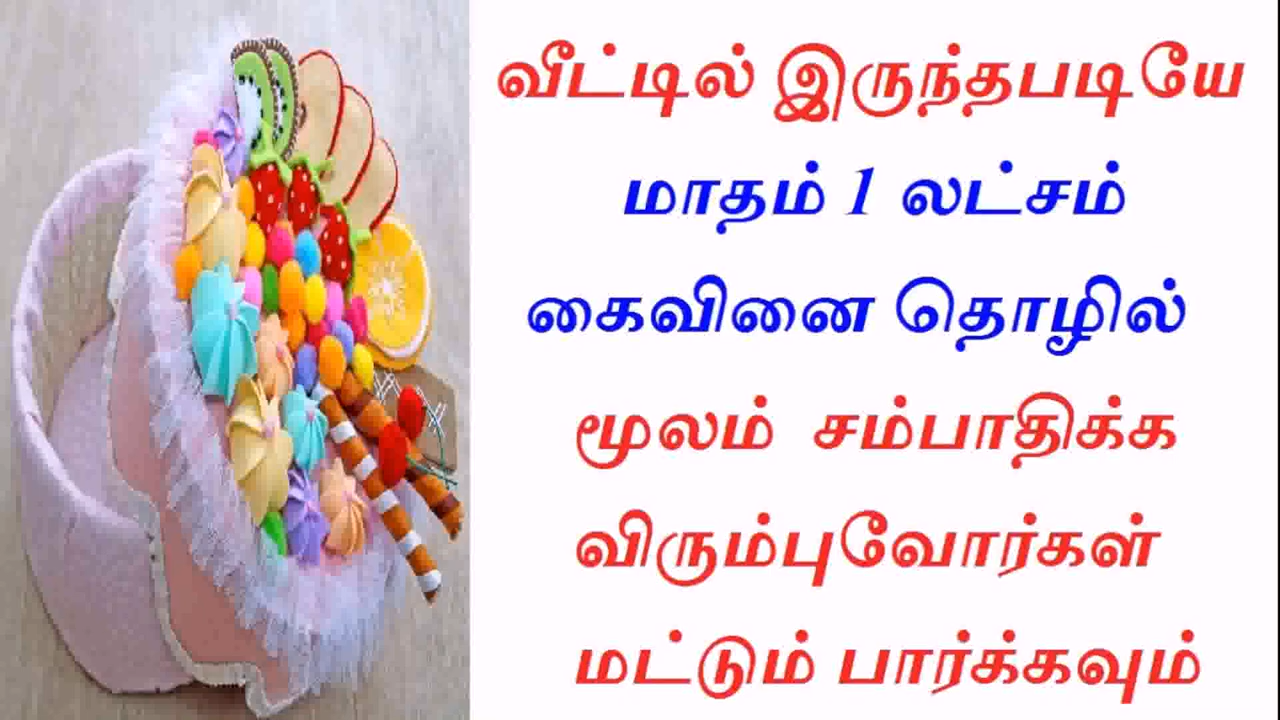 வீட்டில் இருந்தபடியே
மாதம் 1 லட்சம்
கைவினை தொழில்
மூலம் சம்பாதிக்க
விரும்புவோர்கள்
மட்டும் பார்க்கவும்